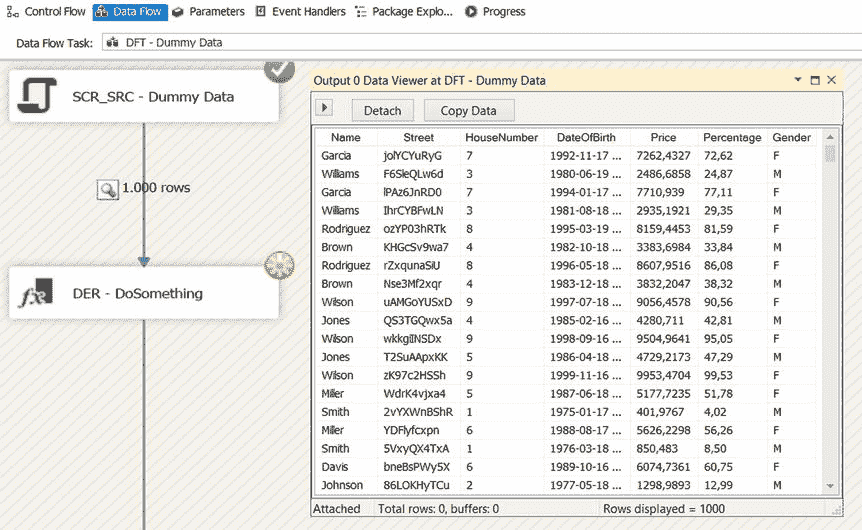 Control Flow Data Flow Parameters Event Handlers Package Explo... Progress
Data Flow Task: DFT - Dummy Data
SCR_SRC - Dummy Data
1.000 rows
DER - DoSomething
Output 0 Data Viewer at DFT - Dummy Data
Detach Copy Data
Name Street HouseNumber DateOfBirth Price Percentage Gender
Garcia jolYCYuRyG 7 1992-11-17 ... 7262,4327 72,62 F
Williams F6SleQLw6d 3 1980-06-19 ... 2486,6858 24,87 M
Garcia lPAz6JnRD0 7 1994-01-17 ... 7710,939 77,11 F
Williams IhrCYBFwLN 3 1981-08-18 ... 2935,1921 29,35 M
Rodriguez ozYP03hRTk 8 1995-03-19 ... 8159,4453 81,59 F
Brown KHGcSv9wa7 4 1982-10-18 ... 3383,6984 33,84 M
Rodriguez rZxqunaSiU 8 1996-05-18 ... 8607,9516 86,08 F
Brown Nse3Mf2xqr 4 1983-12-18 ... 3832,2047 38,32 M
Wilson uAMGoYUSxD 9 1997-07-18 ... 9056,4578 90,56 F
Jones QS3TGQwx5a 4 1985-02-16 ... 4280,711 42,81 M
Wilson wkkglINSDx 9 1998-09-16 ... 9504,9641 95,05 F
Jones T2SuAApxKK 5 1986-04-18 ... 4729,2173 47,29 M
Wilson zK97c2HSSh 9 1999-11-16 ... 9953,4704 99,53 F
Miller WdrK4vjxa4 5 1987-06-18 ... 5177,7235 51,78 F
Smith 2vYXWnBShR 1 1975-01-17 ... 401,9767 4,02 M
Miller YDFlyfcxpn 6 1988-08-17 ... 5626,2298 56,26 F
Smith 5VxyQX4TxA 1 1976-03-18 ... 850,483 8,50 M
Davis bneBsPWy5X 6 1989-10-16 ... 6074,7361 60,75 F
Johnson 86LOKHyTCu 2 1977-05-18 ... 1298,9893 12,99 M
Attached Total rows: 0, buffers: 0 Rows displayed = 1000